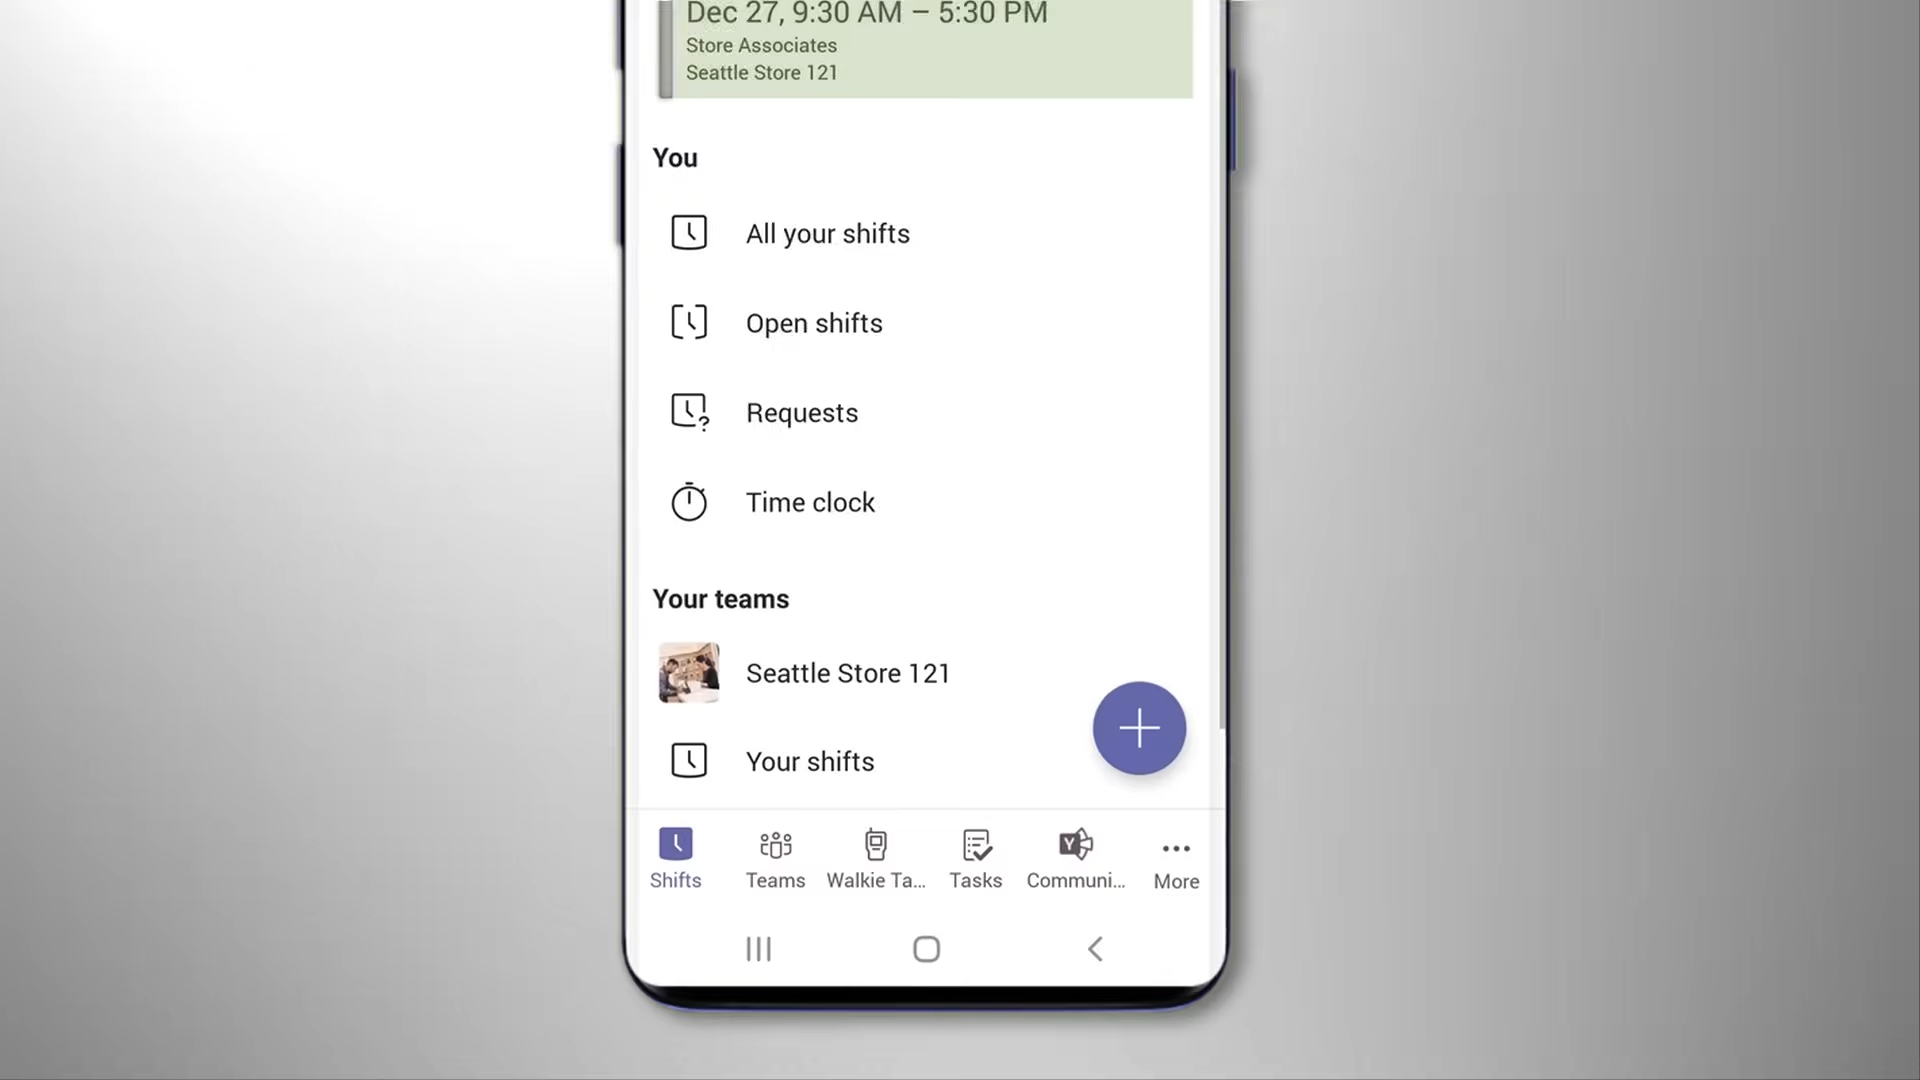 Dec 27, 9:30 AM – 5:30 PM
Store Associates
Seattle Store 121
You
All your shifts
Open shifts
Requests
Time clock
Your teams
Seattle Store 121
Your shifts
Shifts
Teams
Walkie Ta...
Tasks
Communi...
More